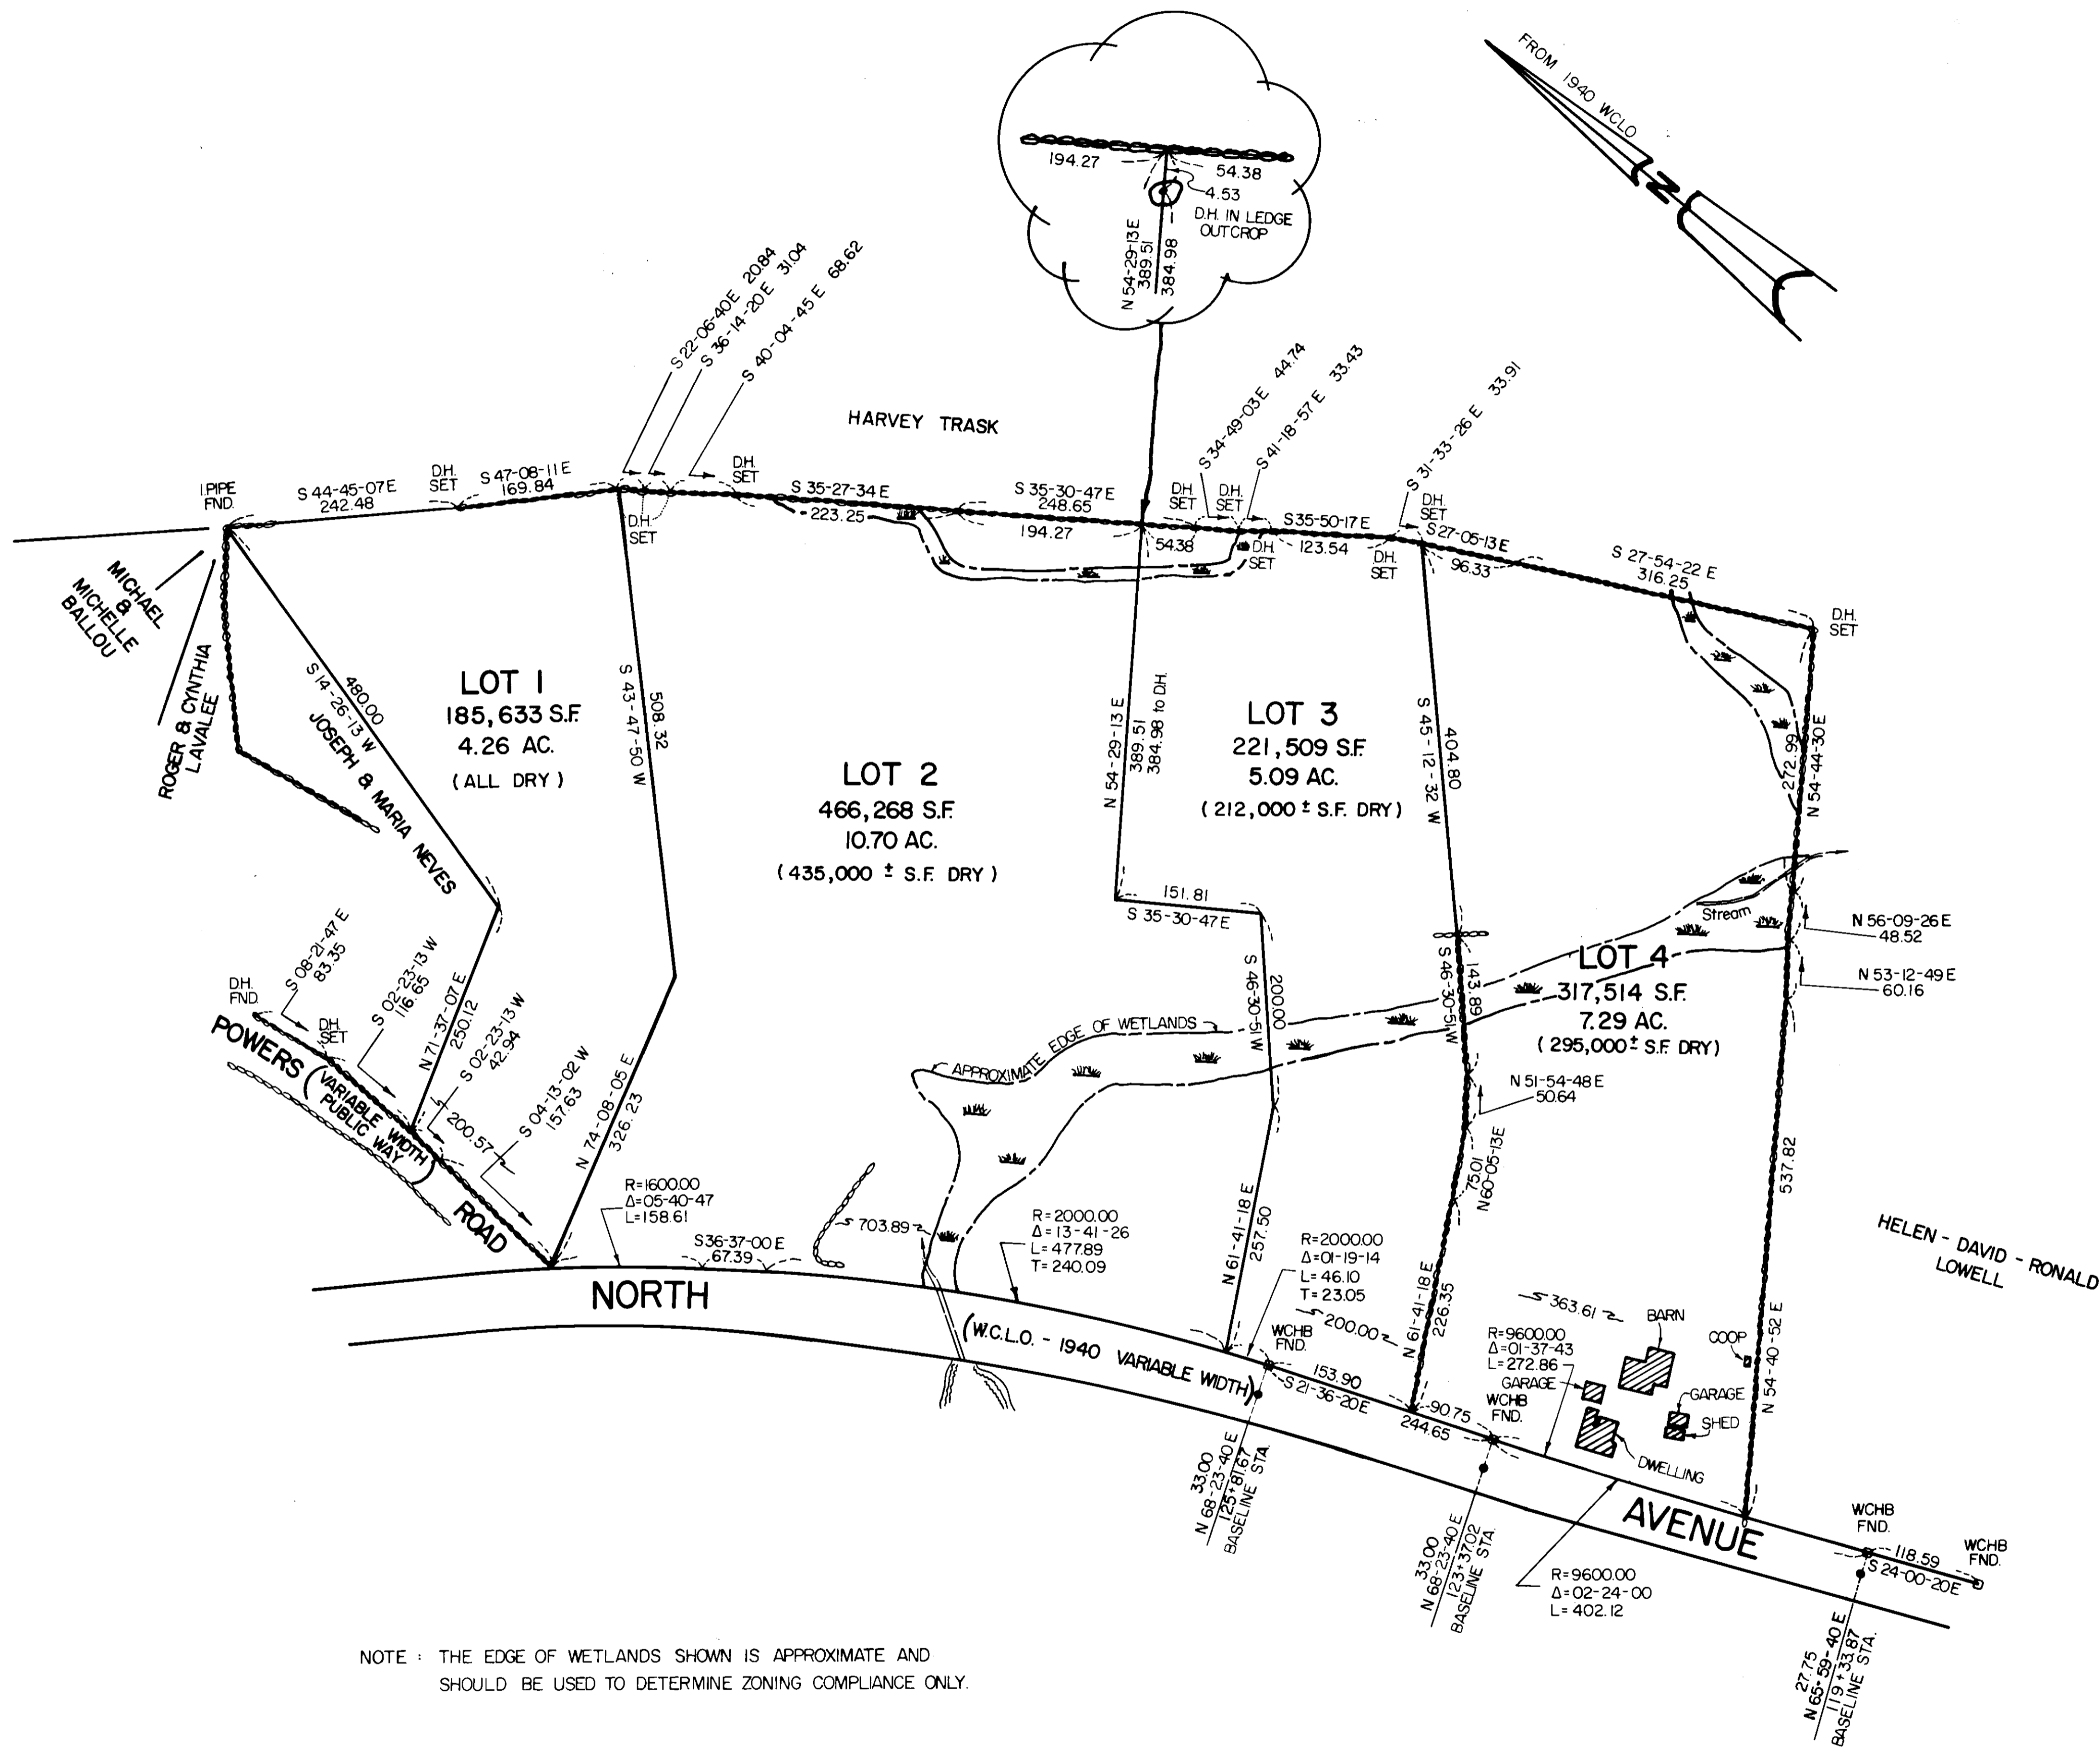 FROM 1940 WCLO
N
194.27
54.38
4.53
D.H. IN LEDGE
OUTCROP
N 54-29-13 E
389.51
384.98
S 22-06-40 E 20.84
S 36-14-20 E 31.04
S 40-04-45 E 68.62
HARVEY TRASK
S 34-49-03 E 44.74
S 41-18-57 E 33.43
S 31-33-26 E 33.91
I.PIPE
FND.
S 44-45-07 E
242.48
D.H.
SET
S 47-08-11 E
169.84
D.H.
SET
D.H.
SET
S 35-27-34 E
223.25
S 35-30-47 E
248.65
194.27
54.38
D.H.
SET
D.H.
SET
D.H.
SET
S 35-50-17 E
123.54
D.H.
SET
D.H.
SET
S 27-05-13 E
96.33
S 27-54-22 E
316.25
D.H.
SET
MICHAEL
&
MICHELLE
BALLOU
ROGER & CYNTHIA
LAVALEE
480.00
S 14-26-13 W
JOSEPH & MARIA NEVES
LOT 1
185,633 S.F.
4.26 AC.
(ALL DRY)
508.32
S 43-47-50 W
LOT 2
466,268 S.F.
10.70 AC.
(435,000 ± S.F. DRY)
N 54-29-13 E
389.51
384.98 to D.H.
LOT 3
221,509 S.F.
5.09 AC.
(212,000 ± S.F. DRY)
404.80
S 45-12-32 W
272.99
N 54-44-30 E
151.81
S 35-30-47 E
200.00
S 46-30-51 W
143.89
S 46-30-51 W
Stream
LOT 4
317,514 S.F.
7.29 AC.
(295,000 ± S.F. DRY)
N 56-09-26 E
48.52
N 53-12-49 E
60.16
N 51-54-48 E
50.64
APPROXIMATE EDGE OF WETLANDS
D.H.
FND.
S 08-21-47 E
83.35
D.H.
SET
S 02-23-13 W
116.65
N 71-37-07 E
250.12
S 02-23-13 W
42.94
200.57
S 04-13-02 W
157.63
N 74-08-05 E
326.23
POWERS
(VARIABLE WIDTH
PUBLIC WAY)
ROAD
R=1600.00
Δ=05-40-47
L=158.61
S 36-37-00 E
67.39
703.89
R=2000.00
Δ=13-41-26
L=477.89
T=240.09
N 61-41-18 E
257.50
R=2000.00
Δ=01-19-14
L=46.10
T=23.05
75.01
N 60-05-13 E
N 61-41-18 E
226.35
537.82
N 54-40-52 E
HELEN - DAVID - RONALD
LOWELL
NORTH
(W.C.L.O. - 1940 VARIABLE WIDTH)
AVENUE
WCHB
FND.
200.00
153.90
S 21-36-20 E
90.75
244.65
WCHB
FND.
363.61
R=9600.00
Δ=01-37-43
L=272.86
GARAGE
BARN
COOP
GARAGE
SHED
DWELLING
33.00
N 68-23-40 E
125+81.67
BASELINE STA.
33.00
N 68-23-40 E
123+37.02
BASELINE STA.
R=9600.00
Δ=02-24-00
L=402.12
WCHB
FND.
118.59
S 24-00-20 E
WCHB
FND.
27.75
N 65-59-40 E
119+33.87
BASELINE STA.
NOTE : THE EDGE OF WETLANDS SHOWN IS APPROXIMATE AND
SHOULD BE USED TO DETERMINE ZONING COMPLIANCE ONLY.